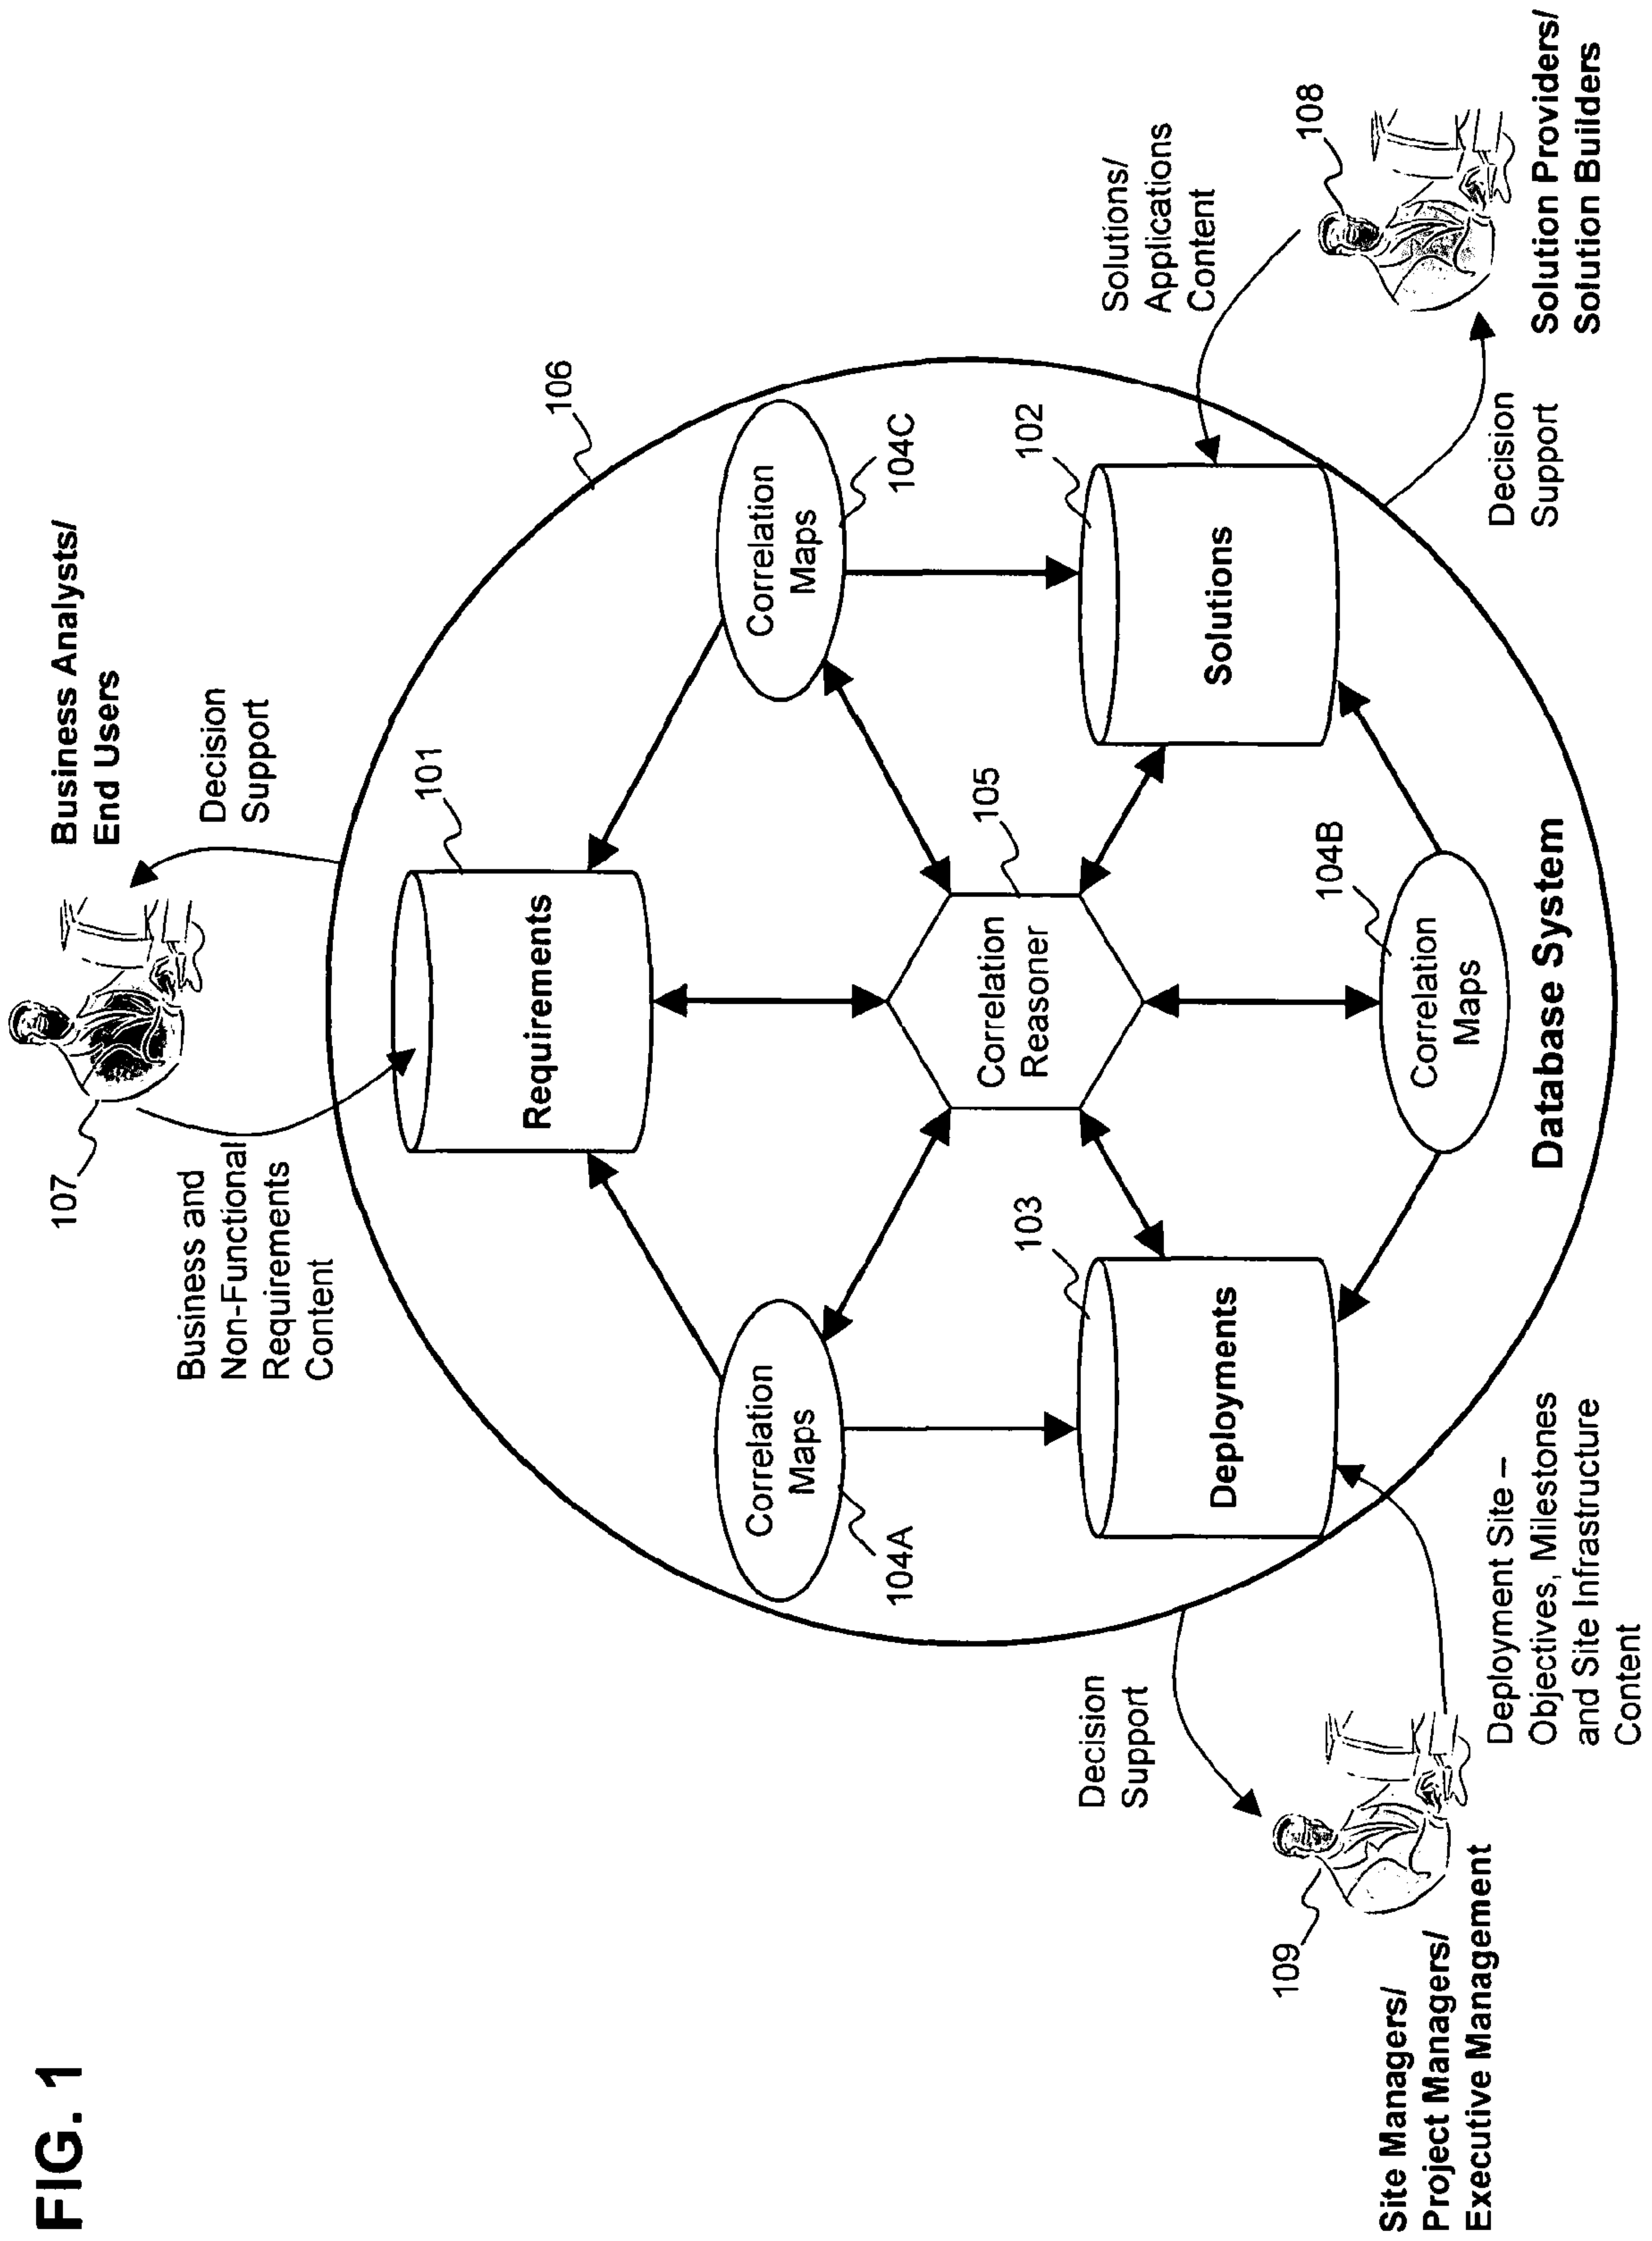 FIG. 1
Business Analysts/
End Users
107
Decision
Support
Business and
Non-Functional
Requirements
Content
106
101
Requirements
Correlation
Maps
104A
Correlation
Maps
104C
Correlation
Reasoner
105
103
Deployments
102
Solutions
104B
Correlation
Maps
Database System
Decision
Support
109
Site Managers/
Project Managers/
Executive Management
Deployment Site –
Objectives, Milestones
and Site Infrastructure
Content
Solutions/
Applications
Content
108
Decision
Support
Solution Providers/
Solution Builders